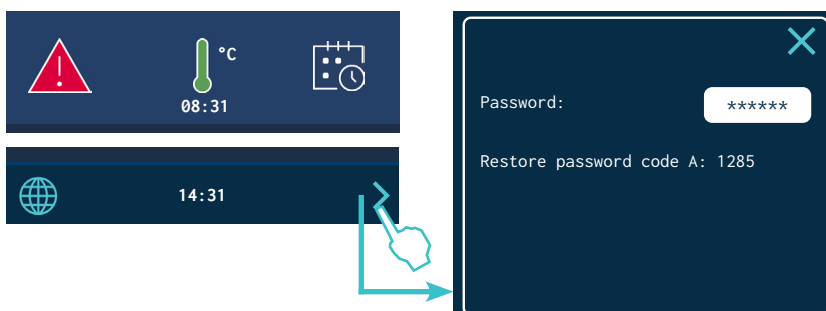 °C
08:31
14:31
Password:
******
Restore password code A: 1285